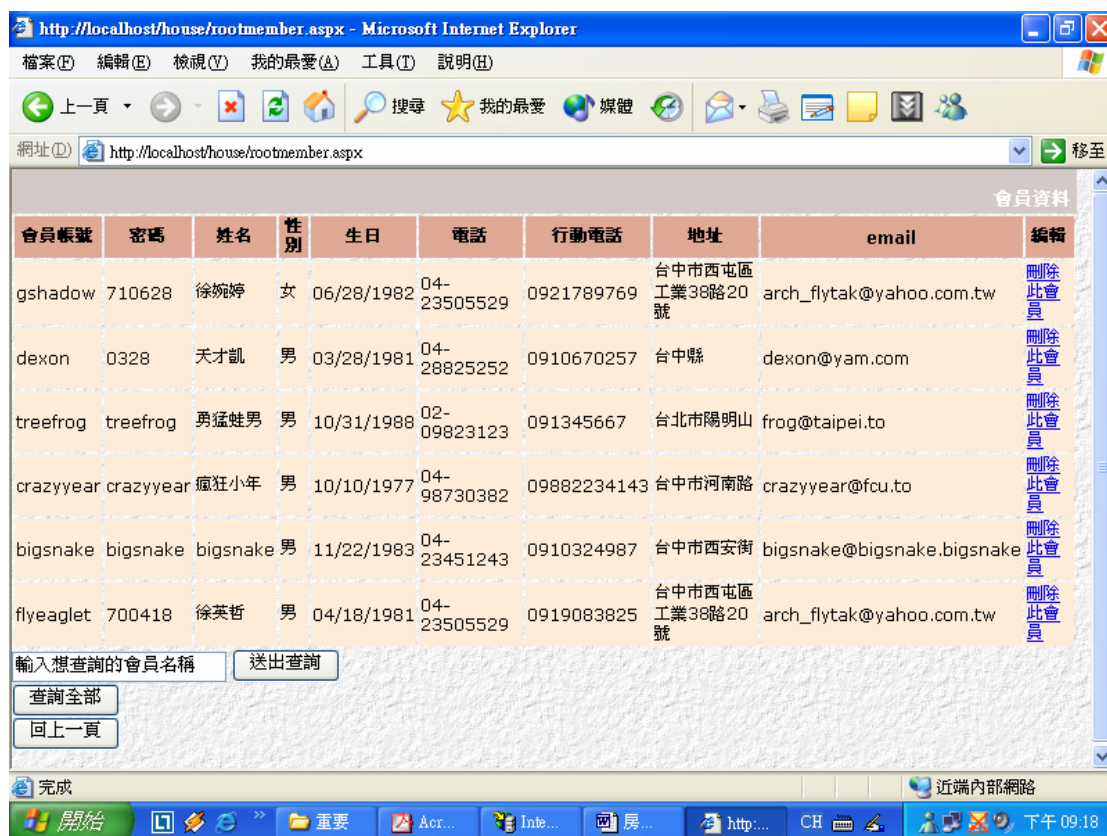 http://localhost/house/rootmember.aspx - Microsoft Internet Explorer
檔案(F) 編輯(E) 檢視(V) 我的最愛(A) 工具(T) 說明(H)
上一頁 搜尋 我的最愛 媒體
網址(D) http://localhost/house/rootmember.aspx 移至
會員資料
會員帳號 密碼 姓名 性別 生日 電話 行動電話 地址 email 編輯
gshadow 710628 徐婉婷 女 06/28/1982 04-23505529 0921789769 台中市西屯區工業38路20號 arch_flytak@yahoo.com.tw 刪除此會員
dexon 0328 天才凱 男 03/28/1981 04-28825252 0910670257 台中縣 dexon@yam.com 刪除此會員
treefrog treefrog 勇猛蛙男 男 10/31/1988 02-09823123 091345667 台北市陽明山 frog@taipei.to 刪除此會員
crazyyear crazyyear 瘋狂小年 男 10/10/1977 04-98730382 09882234143 台中市河南路 crazyyear@fcu.to 刪除此會員
bigsnake bigsnake bigsnake 男 11/22/1983 04-23451243 0910324987 台中市西安街 bigsnake@bigsnake.bigsnake 刪除此會員
flyeaglet 700418 徐英哲 男 04/18/1981 04-23505529 0919083825 台中市西屯區工業38路20號 arch_flytak@yahoo.com.tw 刪除此會員
輸入想查詢的會員名稱 送出查詢
查詢全部
回上一頁
完成 近端內部網路
開始 重要 Acr... Inte... 房... http:... CH 下午 09:18